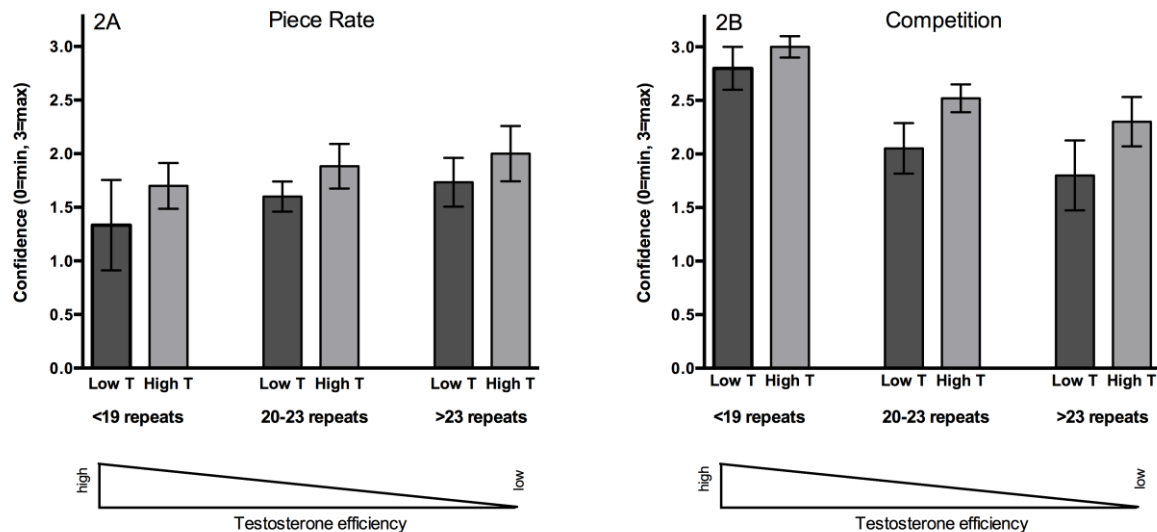 2A
Piece Rate
Confidence (0=min, 3=max)
3.0
2.5
2.0
1.5
1.0
0.5
0.0
Low T High T Low T High T Low T High T
<19 repeats 20-23 repeats >23 repeats
high
low
Testosterone efficiency
2B
Competition
Confidence (0=min, 3=max)
3.0
2.5
2.0
1.5
1.0
0.5
0.0
Low T High T Low T High T Low T High T
<19 repeats 20-23 repeats >23 repeats
high
low
Testosterone efficiency